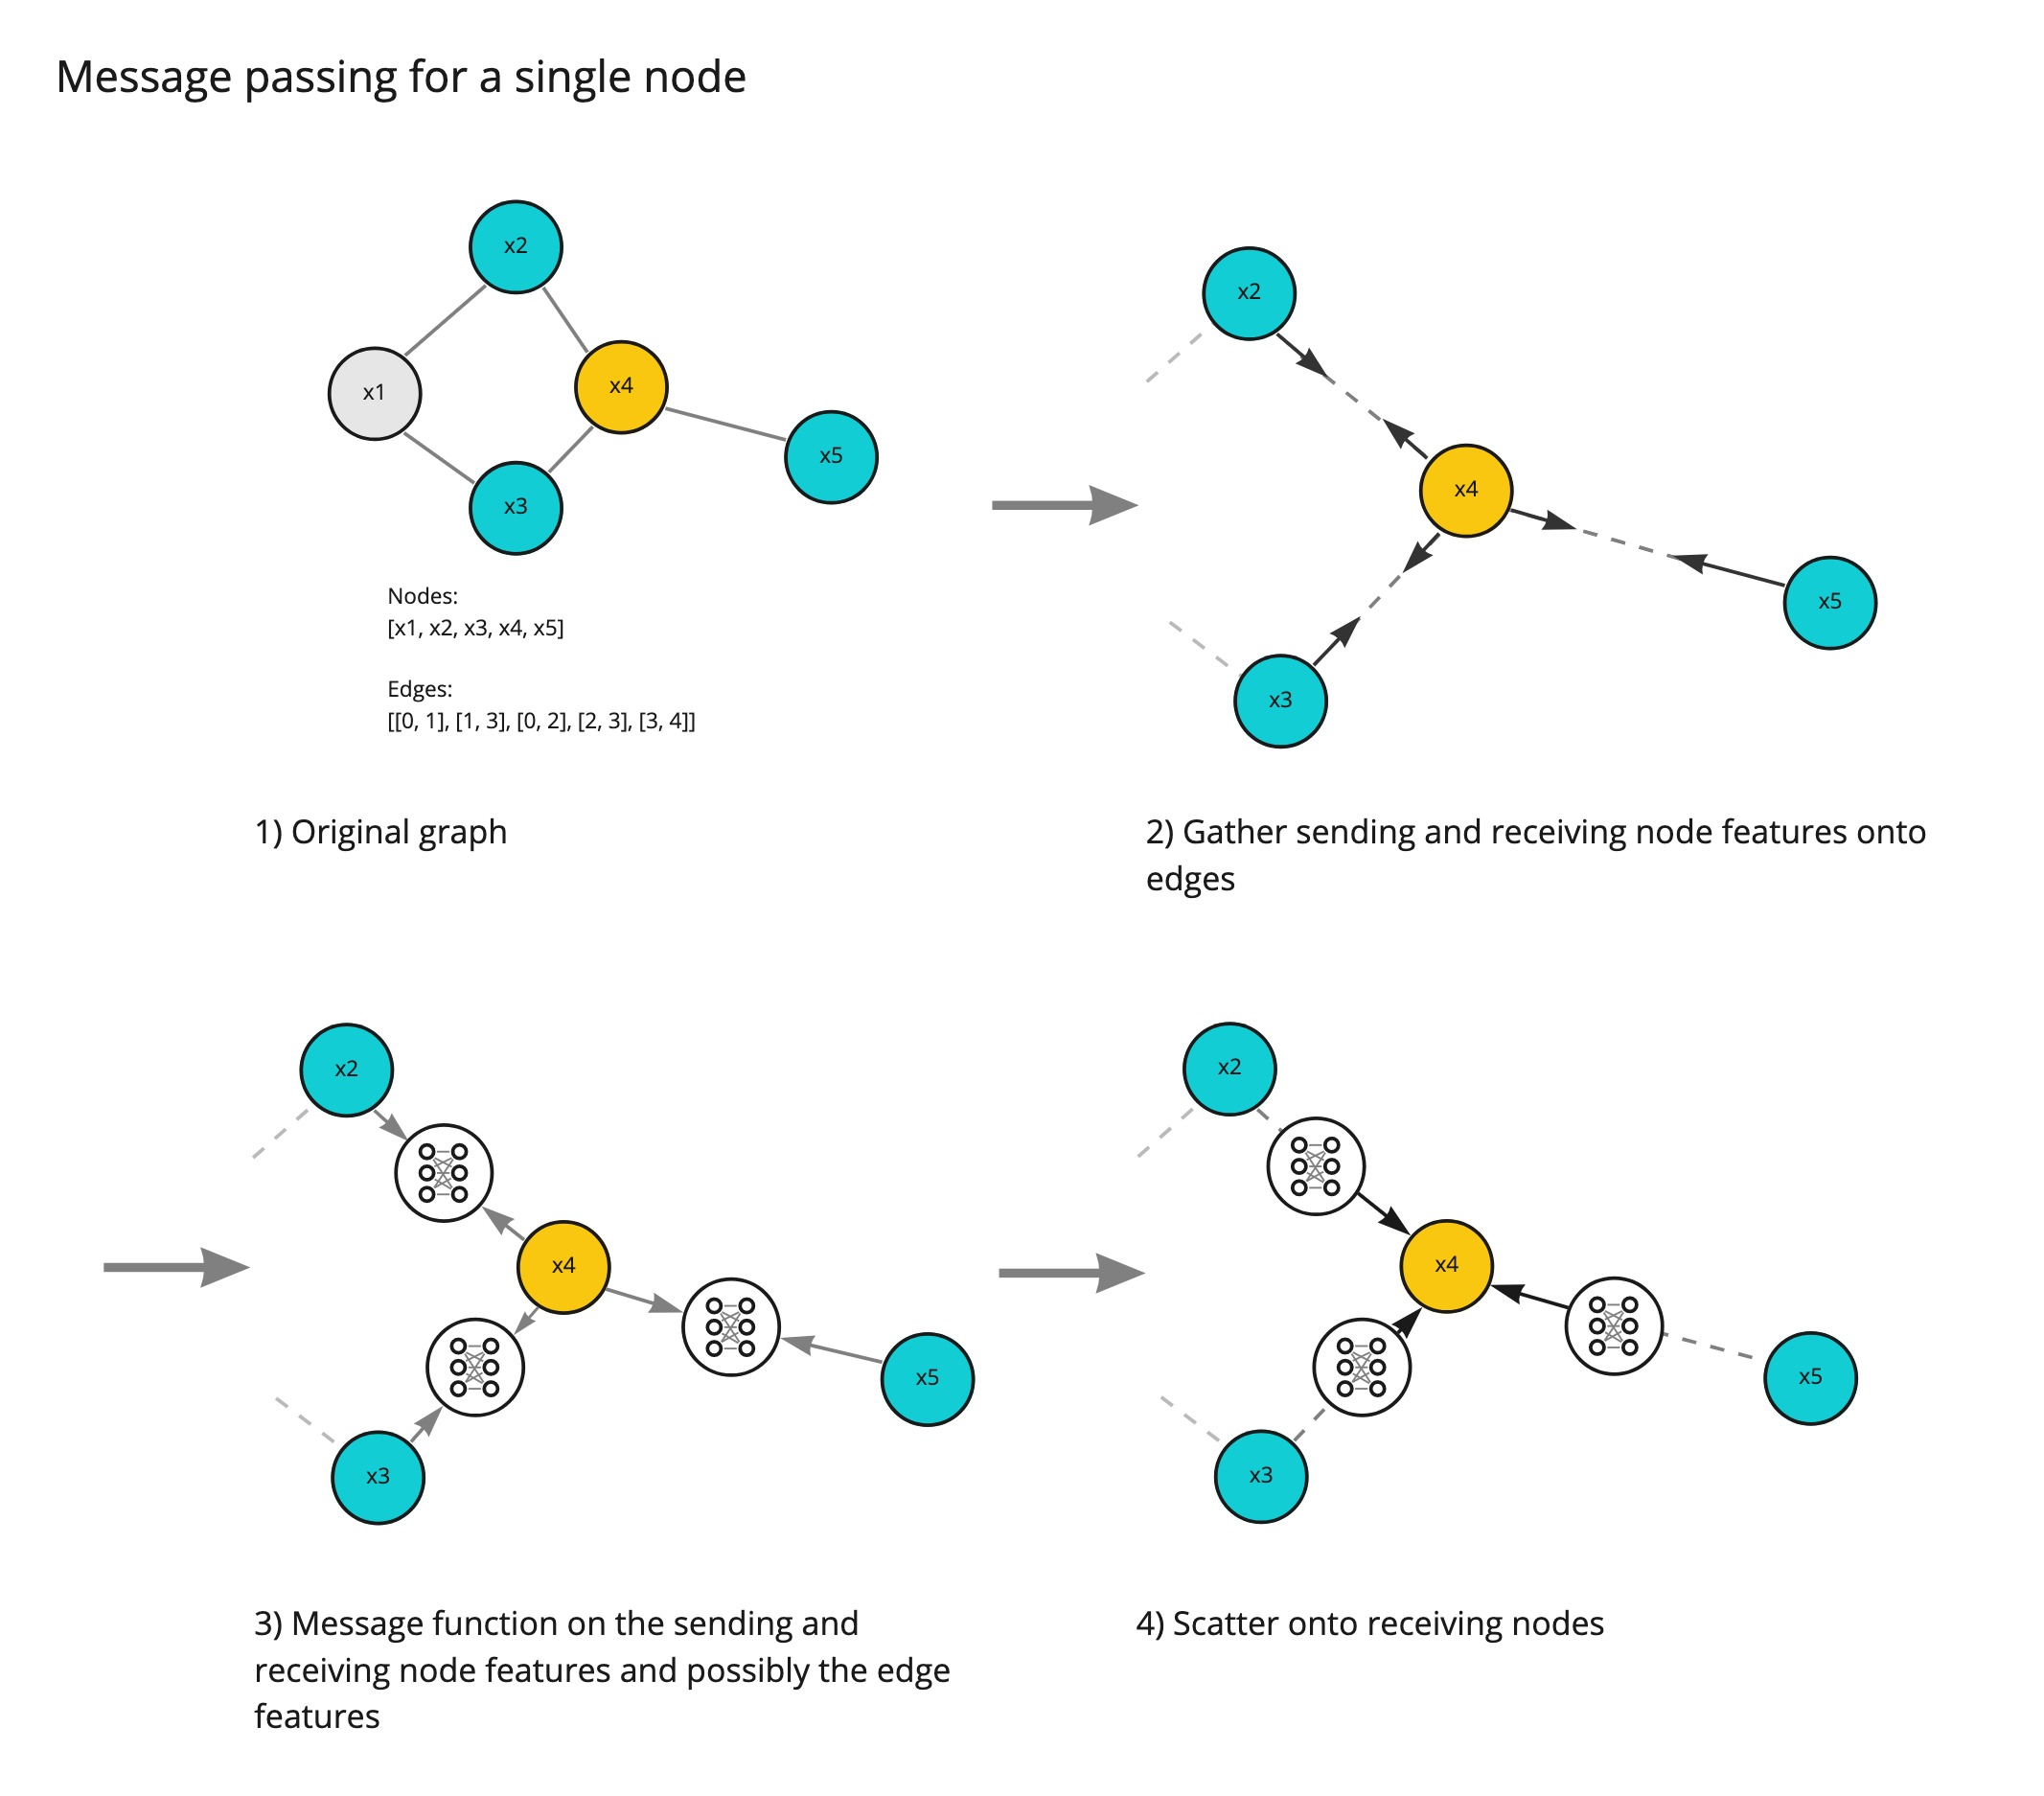 Message passing for a single node
x2
x1
x4
x5
x3
Nodes:
[x1, x2, x3, x4, x5]
Edges:
[[0, 1], [1, 3], [0, 2], [2, 3], [3, 4]]
1) Original graph
x2
x4
x5
x3
2) Gather sending and receiving node features onto
edges
x2
x4
x5
x3
3) Message function on the sending and
receiving node features and possibly the edge
features
x2
x4
x5
x3
4) Scatter onto receiving nodes